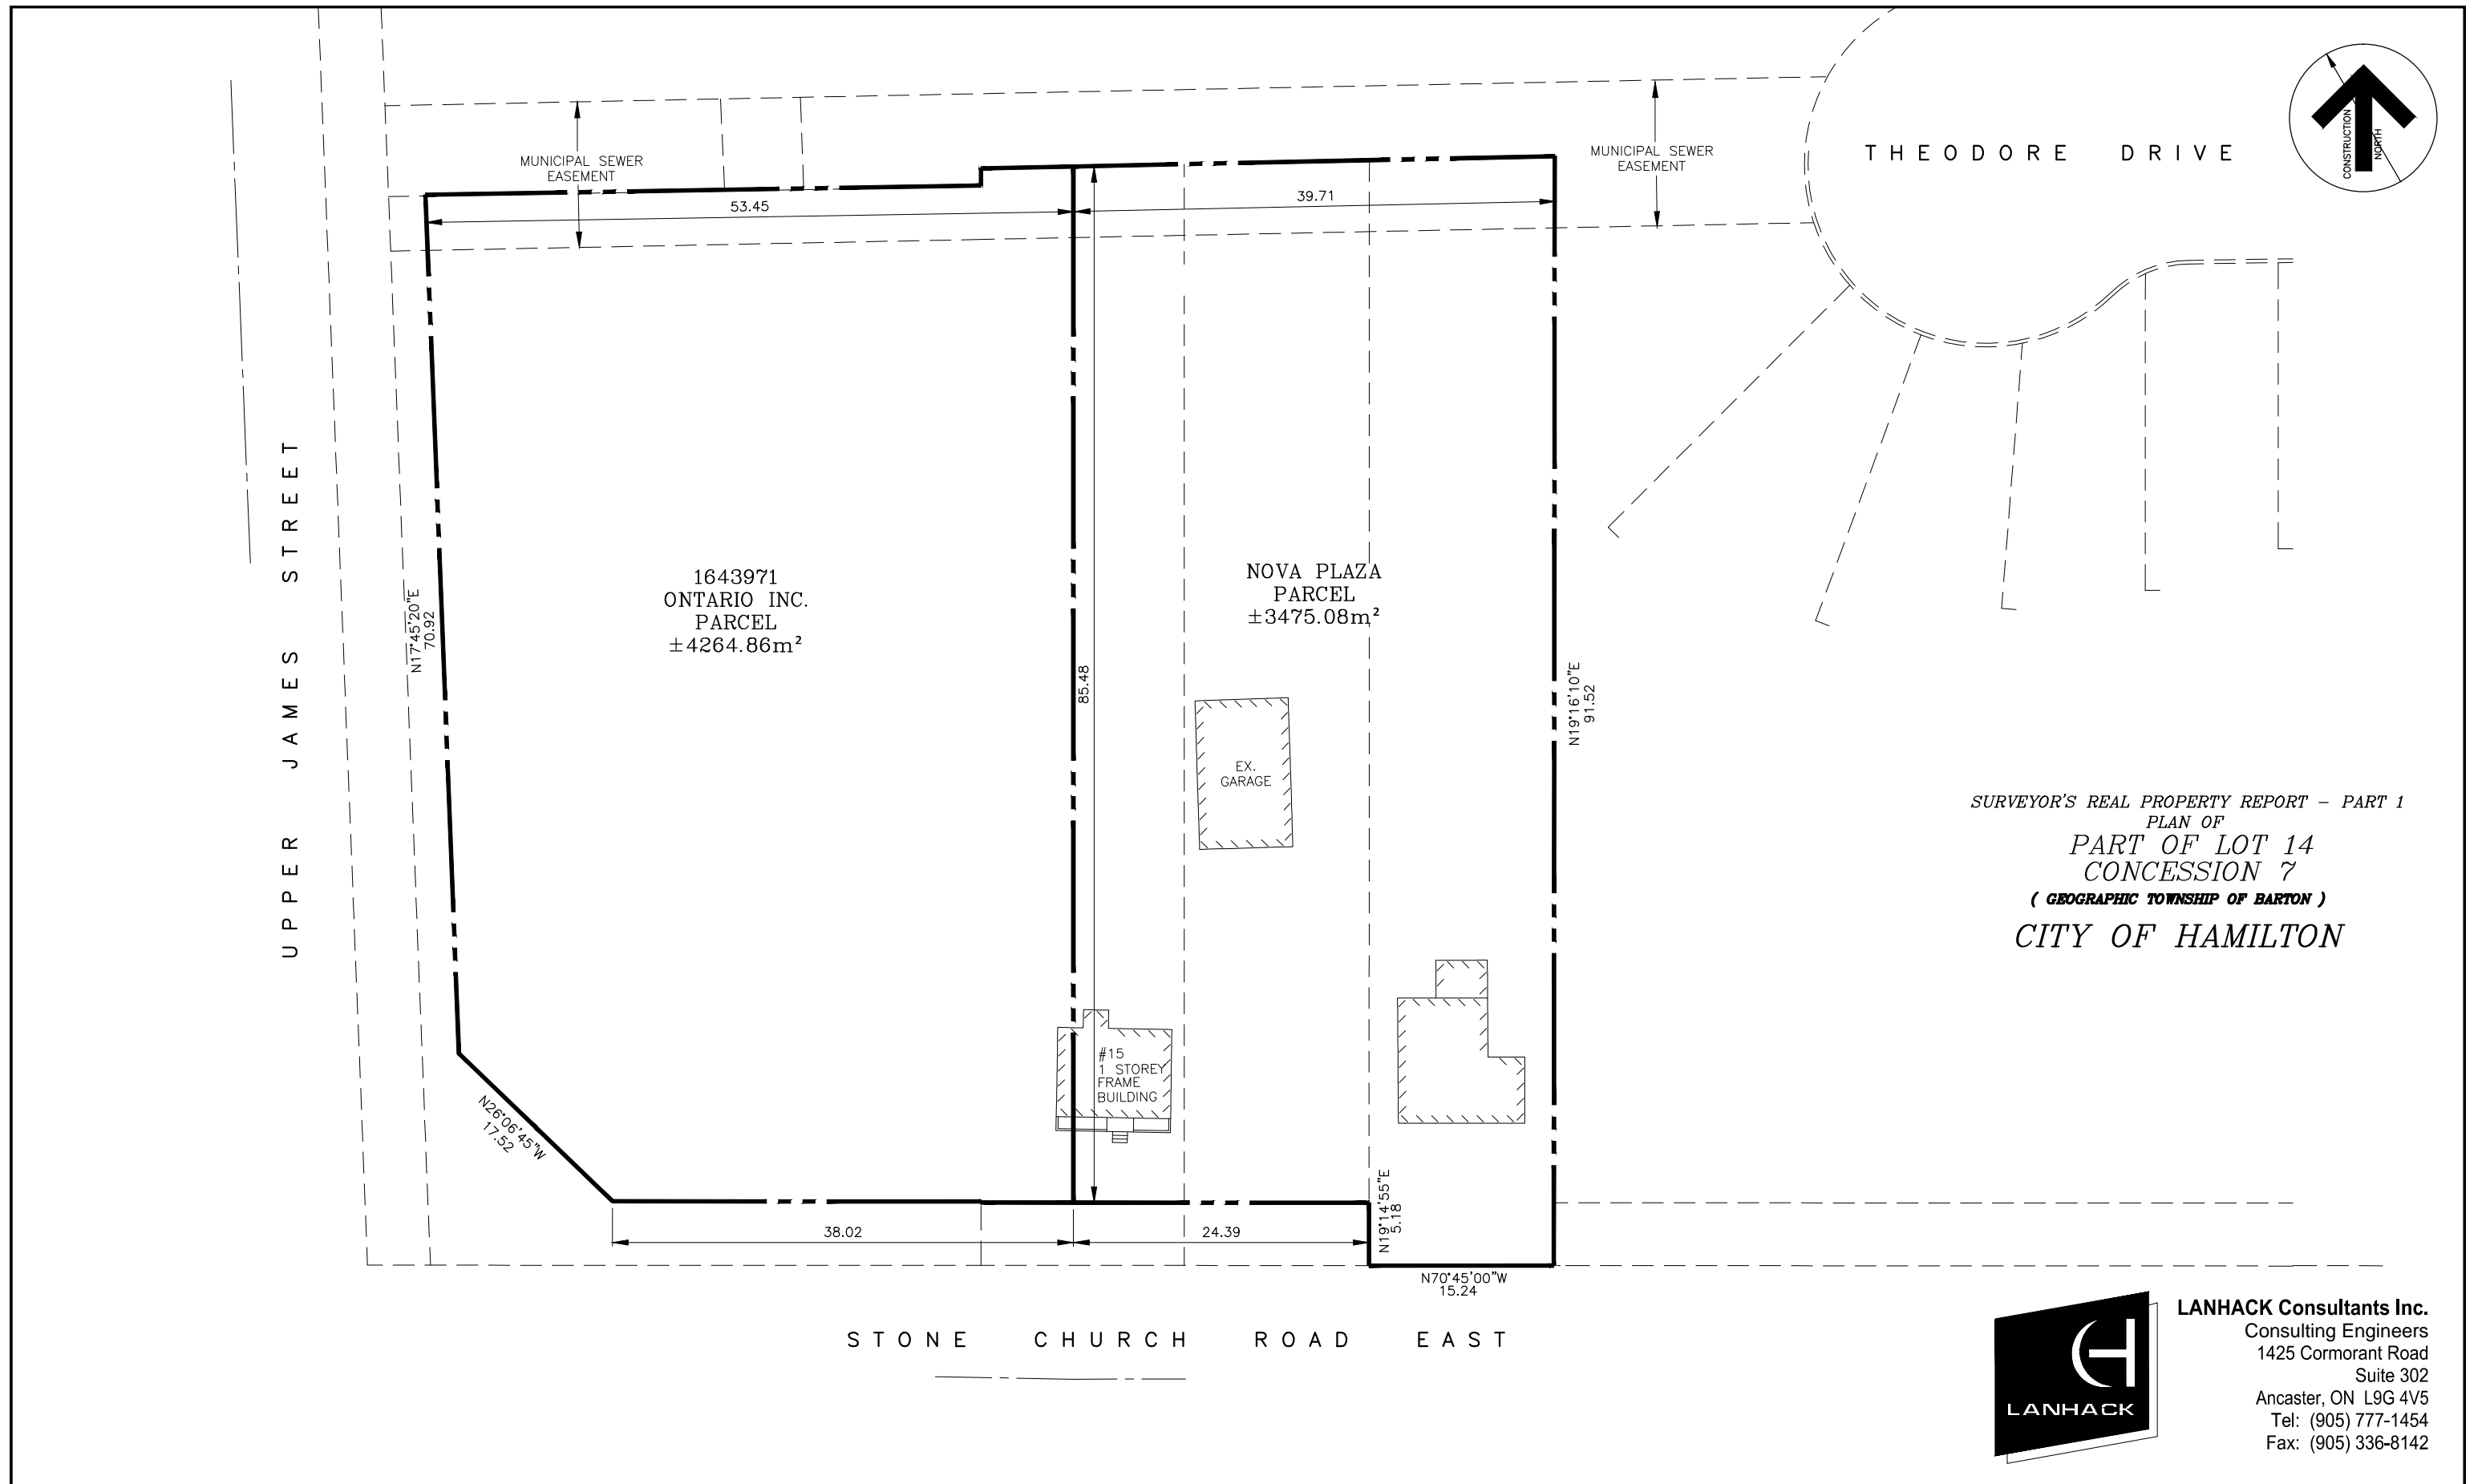 MUNICIPAL SEWER
EASEMENT
53.45
39.71
MUNICIPAL SEWER
EASEMENT
THEODORE DRIVE
CONSTRUCTION
NORTH
UPPER JAMES STREET
N17°45'20"E
70.92
1643971
ONTARIO INC.
PARCEL
±4264.86m²
85.48
NOVA PLAZA
PARCEL
±3475.08m²
EX.
GARAGE
N19°16'10"E
91.52
SURVEYOR'S REAL PROPERTY REPORT – PART 1
PLAN OF
PART OF LOT 14
CONCESSION 7
( GEOGRAPHIC TOWNSHIP OF BARTON )
CITY OF HAMILTON
#15
1 STOREY
FRAME
BUILDING
N26°06'45"W
17.52
38.02
24.39
N19°14'55"E
5.18
N70°45'00"W
15.24
STONE CHURCH ROAD EAST
LANHACK
LANHACK Consultants Inc.
Consulting Engineers
1425 Cormorant Road
Suite 302
Ancaster, ON L9G 4V5
Tel: (905) 777-1454
Fax: (905) 336-8142